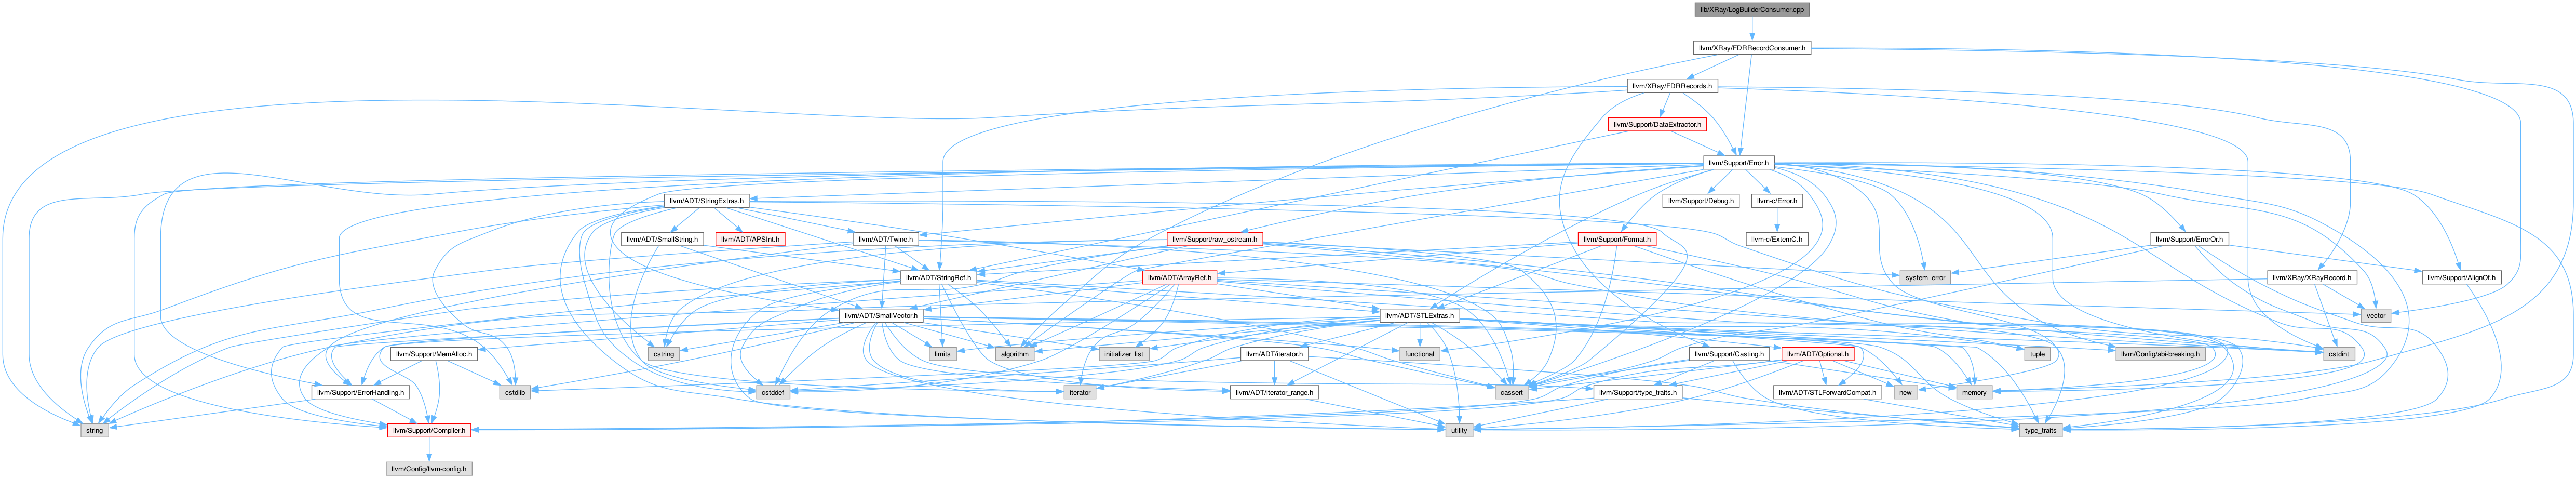 lib/XRay/LogBuilderConsumer.cpp
llvm/XRay/FDRRecordConsumer.h
llvm/XRay/FDRRecords.h
llvm/Support/DataExtractor.h
llvm/Support/Error.h
llvm/ADT/StringExtras.h
llvm/Support/Debug.h
llvm-c/Error.h
llvm/ADT/SmallString.h
llvm/ADT/APSInt.h
llvm/ADT/Twine.h
llvm/Support/raw_ostream.h
llvm/Support/Format.h
llvm-c/ExternC.h
llvm/Support/ErrorOr.h
llvm/ADT/StringRef.h
llvm/ADT/ArrayRef.h
system_error
llvm/XRay/XRayRecord.h
llvm/Support/AlignOf.h
llvm/ADT/SmallVector.h
llvm/ADT/STLExtras.h
vector
llvm/Support/MemAlloc.h
cstring
limits
algorithm
initializer_list
functional
llvm/ADT/iterator.h
llvm/Support/Casting.h
llvm/ADT/Optional.h
tuple
llvm/Config/abi-breaking.h
cstdint
llvm/Support/ErrorHandling.h
cstdlib
cstddef
iterator
llvm/ADT/iterator_range.h
cassert
llvm/Support/type_traits.h
llvm/ADT/STLForwardCompat.h
new
memory
string
llvm/Support/Compiler.h
utility
type_traits
llvm/Config/llvm-config.h